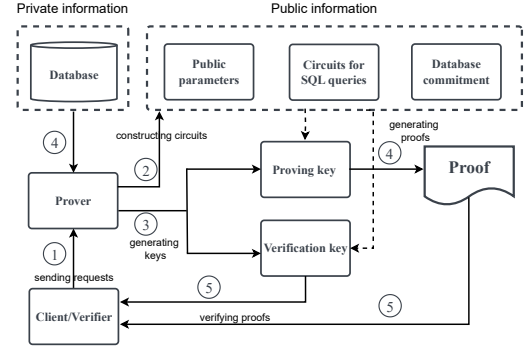 Private information
Public information
Database
Public
parameters
Circuits for
SQL queries
Database
commitment
constructing circuits
generating
proofs
4
2
4
Prover
Proving key
Proof
3
generating
keys
1
Verification key
sending requests
5
5
Client/Verifier
verifying proofs